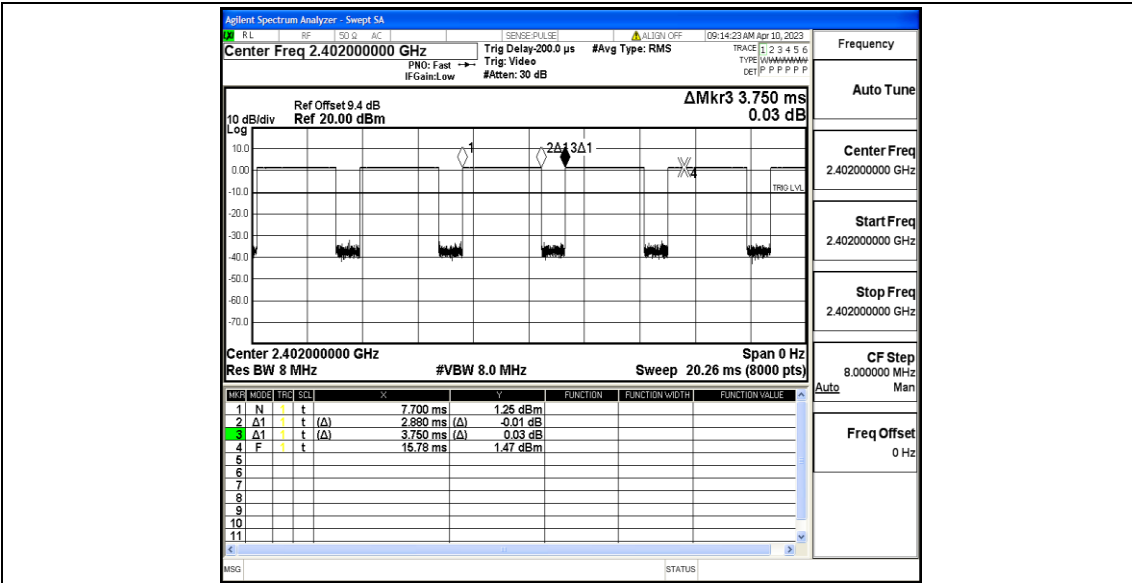 Agilent Spectrum Analyzer - Swept SA
LXI RL RF 50 Ω AC SENSE:PULSE ALIGN OFF 09:14:23 AM Apr 10, 2023
Center Freq 2.402000000 GHz
PNO: Fast
IFGain:Low
Trig Delay-200.0 µs
Trig: Video
#Atten: 30 dB
#Avg Type: RMS
TRACE 1 2 3 4 5 6
TYPE WWWWWW
DET P P P P P P
ΔMkr3 3.750 ms
0.03 dB
Ref Offset 9.4 dB
10 dB/div Ref 20.00 dBm
Log
10.0
0.00
-10.0
-20.0
-30.0
-40.0
-50.0
-60.0
-70.0
1
2Δ1 3Δ1
4
TRIG LVL
Center 2.402000000 GHz Span 0 Hz
Res BW 8 MHz #VBW 8.0 MHz Sweep 20.26 ms (8000 pts)
MKR MODE TRC SCL X Y FUNCTION FUNCTION WIDTH FUNCTION VALUE
1 N 1 t 7.700 ms 1.25 dBm
2 Δ1 1 t (Δ) 2.880 ms (Δ) -0.01 dB
3 Δ1 1 t (Δ) 3.750 ms (Δ) 0.03 dB
4 F 1 t 15.78 ms 1.47 dBm
5
6
7
8
9
10
11
MSG STATUS
Frequency
Auto Tune
Center Freq
2.402000000 GHz
Start Freq
2.402000000 GHz
Stop Freq
2.402000000 GHz
CF Step
8.000000 MHz
Auto Man
Freq Offset
0 Hz